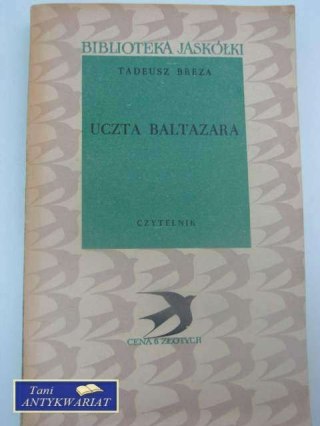 BIBLIOTEKA JASKÓŁKI
TADEUSZ BREZA
UCZTA BALTAZARA
CZYTELNIK
CENA 6 ZŁOTYCH
Tani
ANTYKWARIAT